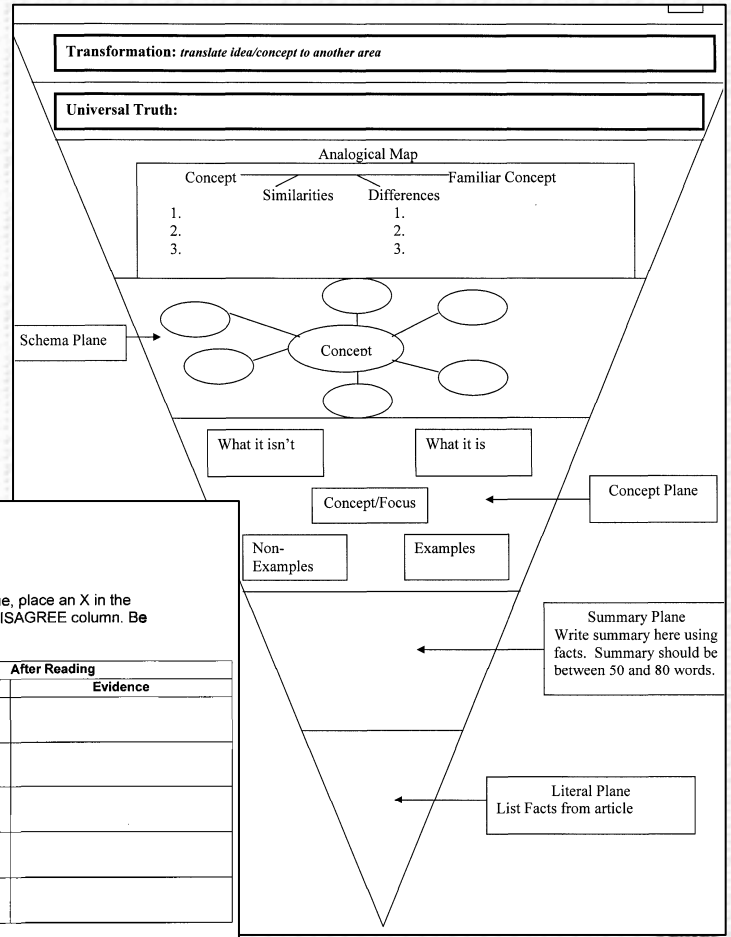 Transformation: translate idea/concept to another area
Universal Truth:
Analogical Map
Concept
Familiar Concept
Similarities
Differences
1.
1.
2.
2.
3.
3.
Schema Plane
Concept
What it isn't
What it is
Concept/Focus
Concept Plane
Non-
Examples
Examples
Summary Plane
Write summary here using
facts. Summary should be
between 50 and 80 words.
Literal Plane
List Facts from article
place an X in the
column. Be
After Reading
Evidence